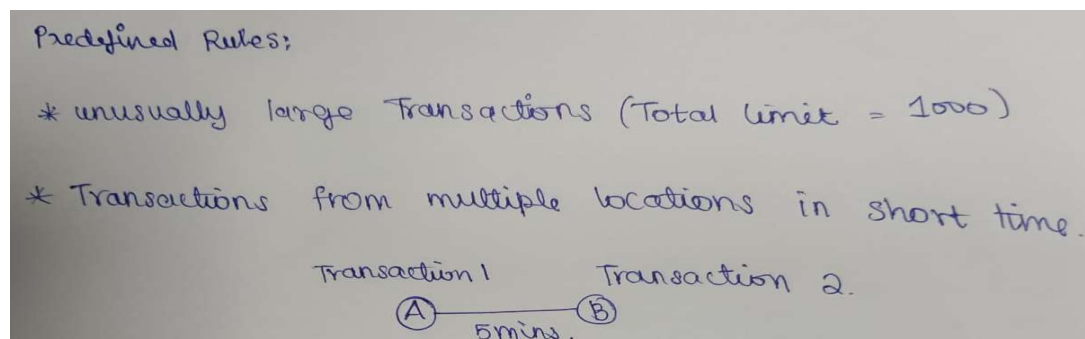 Predefined Rules:
* unusually large Transactions (Total limit = 1000)
* Transactions from multiple locations in short time.
Transaction 1 Transaction 2.
A B
5mins.